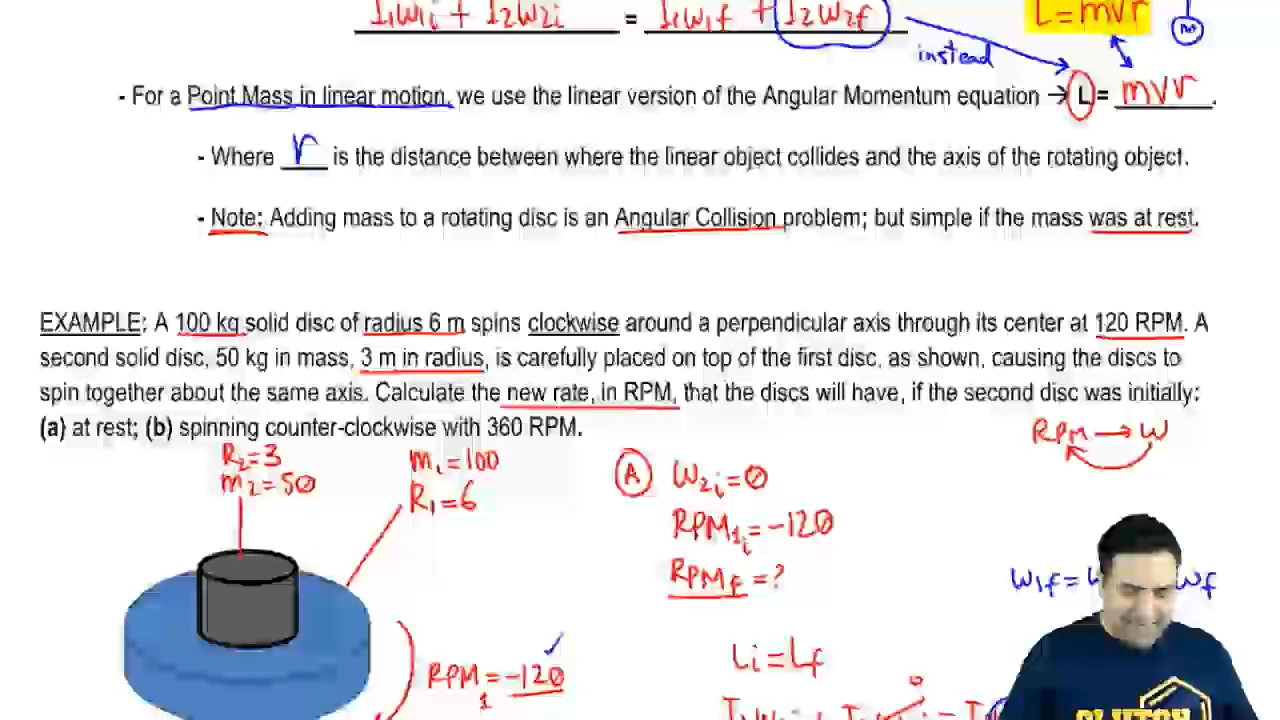 I₁ω₁i + I₂ω₂i = I₁ω₁f + I₂ω₂f
L = mvr
m
instead
- For a Point Mass in linear motion, we use the linear version of the Angular Momentum equation → L = mvr.
- Where r is the distance between where the linear object collides and the axis of the rotating object.
- Note: Adding mass to a rotating disc is an Angular Collision problem; but simple if the mass was at rest.
EXAMPLE: A 100 kg solid disc of radius 6 m spins clockwise around a perpendicular axis through its center at 120 RPM. A
second solid disc, 50 kg in mass, 3 m in radius, is carefully placed on top of the first disc, as shown, causing the discs to
spin together about the same axis. Calculate the new rate, in RPM, that the discs will have, if the second disc was initially:
(a) at rest; (b) spinning counter-clockwise with 360 RPM.
RPM → ω
R₂=3
m₂=50
m₁=100
R₁=6
A ω₂i=0
RPM₁i=-120
RPMf=?
ω₁f= ωf
RPM₁=-120
Li=Lf
0
CLUTCH